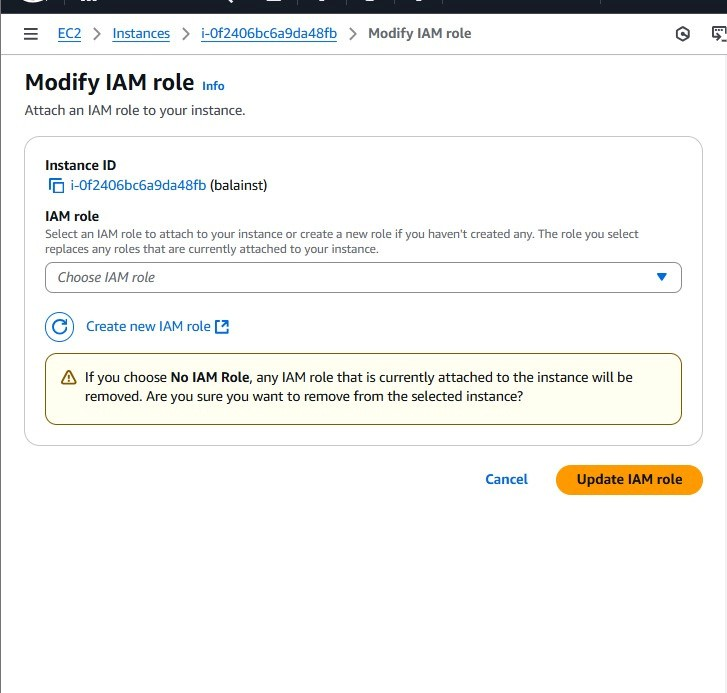 EC2 > Instances > i-0f2406bc6a9da48fb > Modify IAM role
Modify IAM role Info
Attach an IAM role to your instance.
Instance ID
i-0f2406bc6a9da48fb (balainst)
IAM role
Select an IAM role to attach to your instance or create a new role if you haven't created any. The role you select
replaces any roles that are currently attached to your instance.
Choose IAM role
Create new IAM role
If you choose No IAM Role, any IAM role that is currently attached to the instance will be
removed. Are you sure you want to remove from the selected instance?
Cancel
Update IAM role